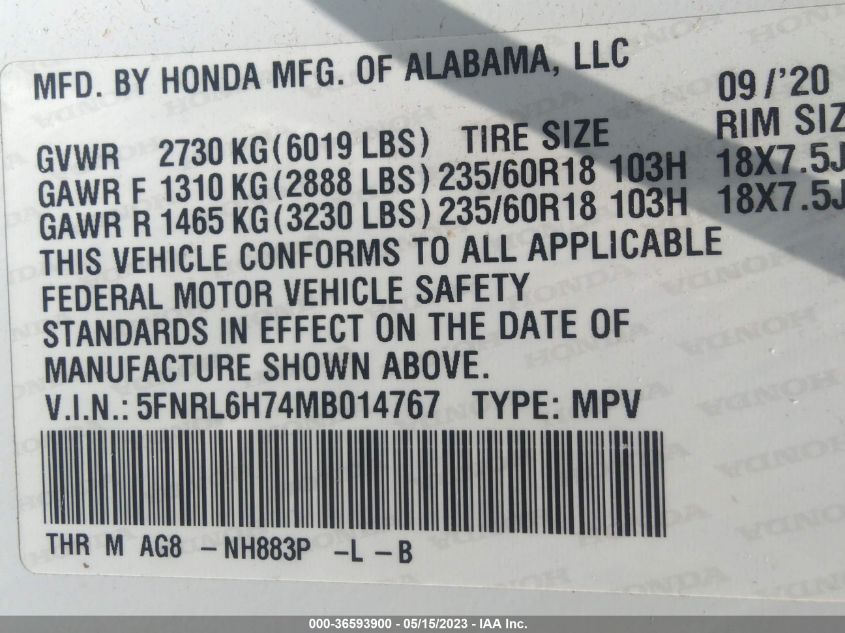 MFD. BY HONDA MFG. OF ALABAMA, LLC
09/'20
GVWR 2730 KG (6019 LBS) TIRE SIZE RIM SIZ
GAWR F 1310 KG (2888 LBS) 235/60R18 103H 18X7.5J
GAWR R 1465 KG (3230 LBS) 235/60R18 103H 18X7.5J
THIS VEHICLE CONFORMS TO ALL APPLICABLE
FEDERAL MOTOR VEHICLE SAFETY
STANDARDS IN EFFECT ON THE DATE OF
MANUFACTURE SHOWN ABOVE.
V.I.N.: 5FNRL6H74MB014767 TYPE: MPV
THR M AG8 -NH883P -L -B
000-36593900 - 05/15/2023 - IAA Inc.